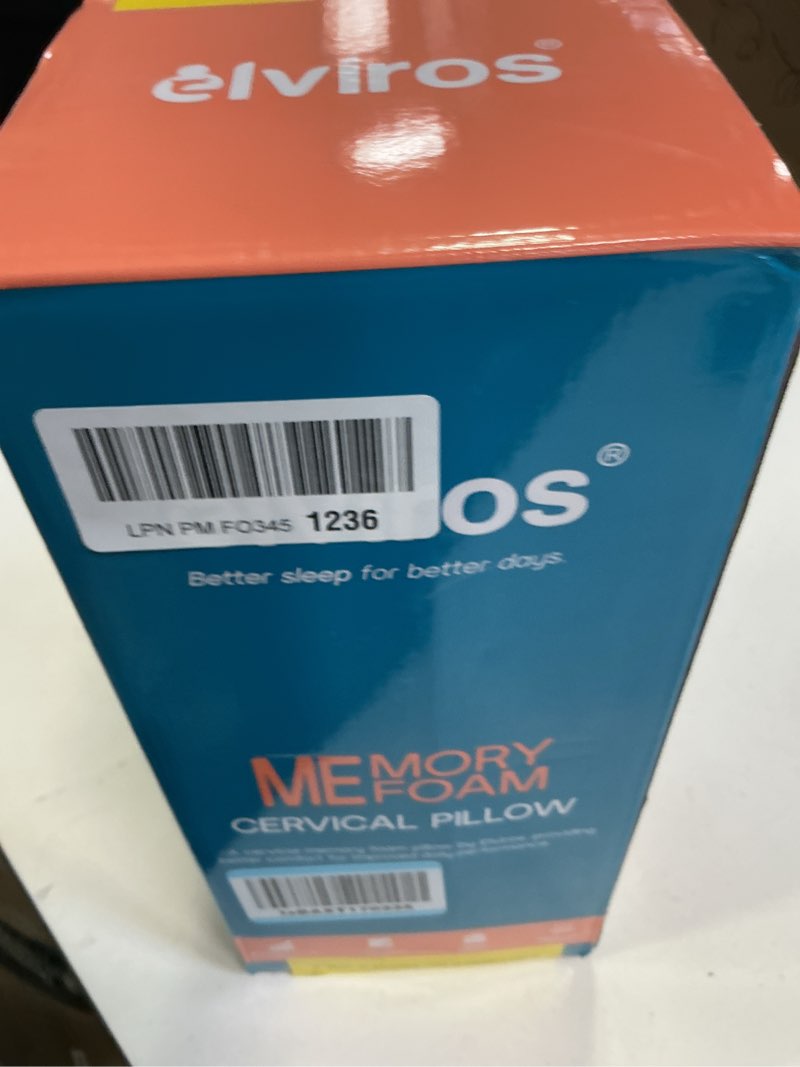 elviros®
LPN PM FO345 1236
os®
Better sleep for better days.
MEMORY
FOAM
CERVICAL PILLOW